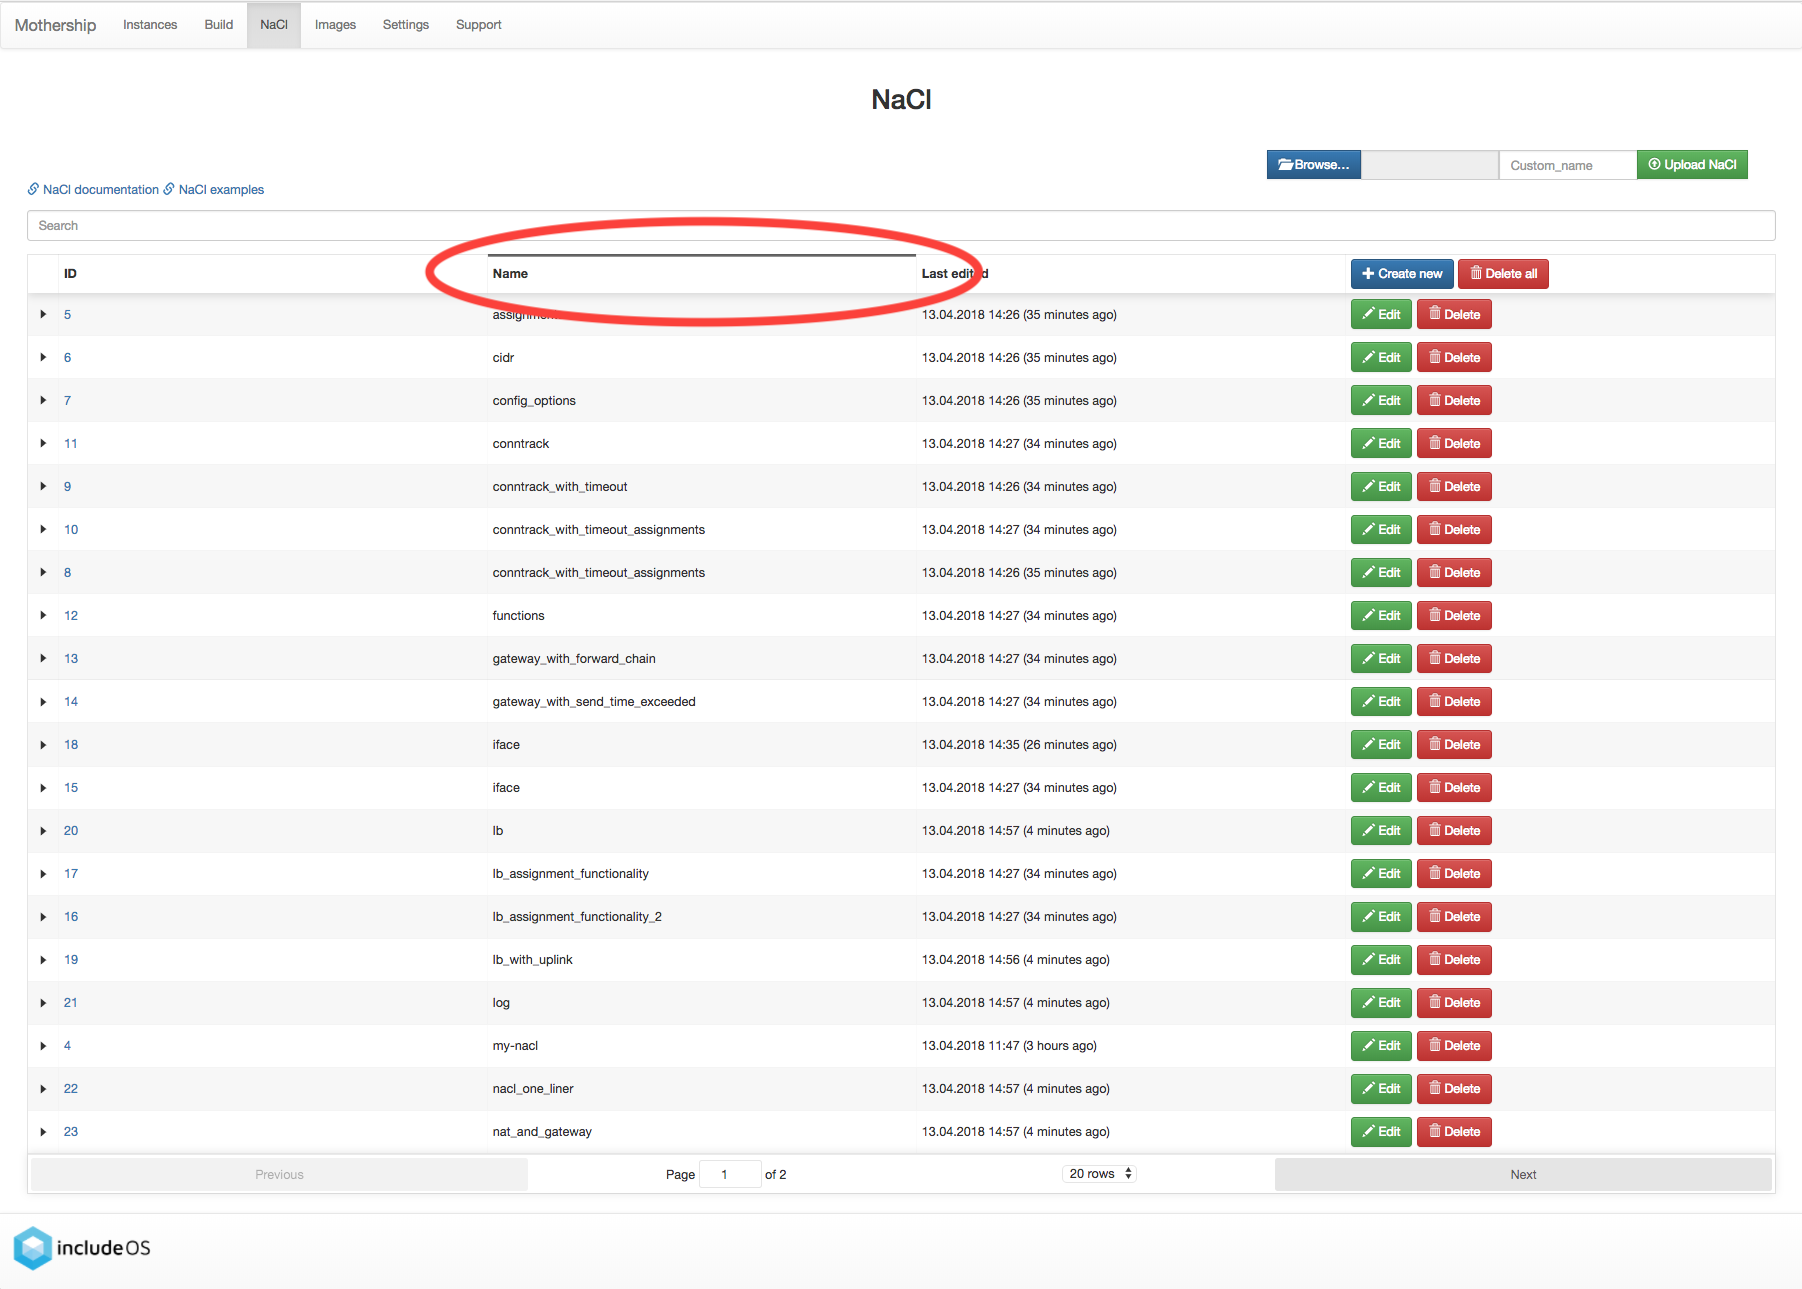 Mothership Instances Build NaCl Images Settings Support
NaCl
Browse... Custom_name Upload NaCl
NaCl documentation NaCl examples
Search
ID Name Last edited Create new Delete all
5 assignments 13.04.2018 14:26 (35 minutes ago) Edit Delete
6 cidr 13.04.2018 14:26 (35 minutes ago) Edit Delete
7 config_options 13.04.2018 14:26 (35 minutes ago) Edit Delete
11 conntrack 13.04.2018 14:27 (34 minutes ago) Edit Delete
9 conntrack_with_timeout 13.04.2018 14:26 (34 minutes ago) Edit Delete
10 conntrack_with_timeout_assignments 13.04.2018 14:27 (34 minutes ago) Edit Delete
8 conntrack_with_timeout_assignments 13.04.2018 14:26 (35 minutes ago) Edit Delete
12 functions 13.04.2018 14:27 (34 minutes ago) Edit Delete
13 gateway_with_forward_chain 13.04.2018 14:27 (34 minutes ago) Edit Delete
14 gateway_with_send_time_exceeded 13.04.2018 14:27 (34 minutes ago) Edit Delete
18 iface 13.04.2018 14:35 (26 minutes ago) Edit Delete
15 iface 13.04.2018 14:27 (34 minutes ago) Edit Delete
20 lb 13.04.2018 14:57 (4 minutes ago) Edit Delete
17 lb_assignment_functionality 13.04.2018 14:27 (34 minutes ago) Edit Delete
16 lb_assignment_functionality_2 13.04.2018 14:27 (34 minutes ago) Edit Delete
19 lb_with_uplink 13.04.2018 14:56 (4 minutes ago) Edit Delete
21 log 13.04.2018 14:57 (4 minutes ago) Edit Delete
4 my-nacl 13.04.2018 11:47 (3 hours ago) Edit Delete
22 nacl_one_liner 13.04.2018 14:57 (4 minutes ago) Edit Delete
23 nat_and_gateway 13.04.2018 14:57 (4 minutes ago) Edit Delete
Previous Page 1 of 2 20 rows Next
includeOS